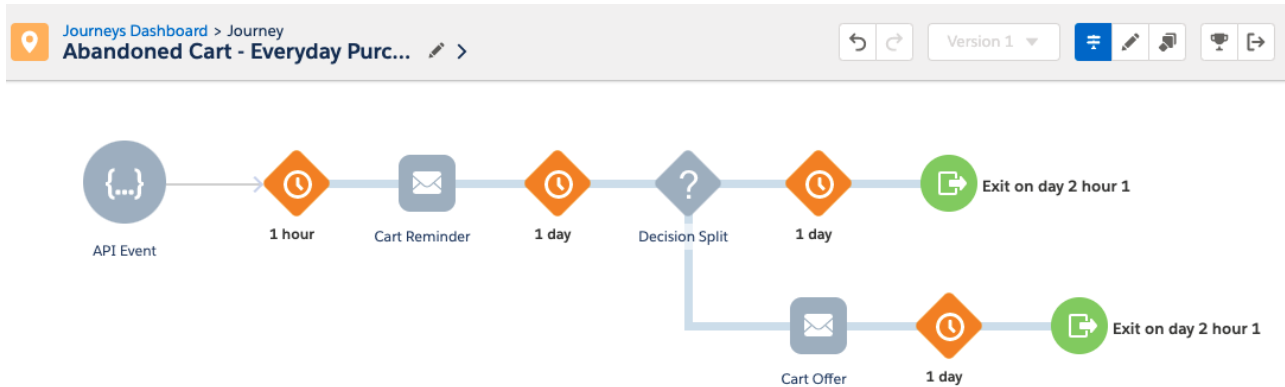 Journeys Dashboard > Journey
Abandoned Cart - Everyday Purc...
Version 1
{...}
?
Exit on day 2 hour 1
API Event
1 hour
Cart Reminder
1 day
Decision Split
1 day
Exit on day 2 hour 1
Cart Offer
1 day